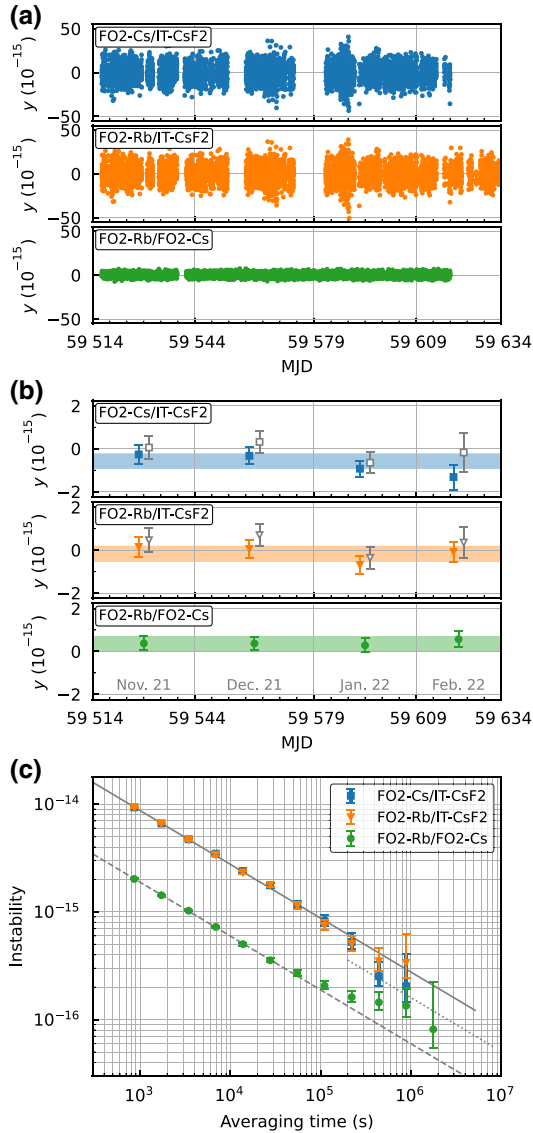 (a)
50
0
−50
y (10⁻¹⁵)
FO2-Cs/IT-CsF2
50
0
−50
y (10⁻¹⁵)
FO2-Rb/IT-CsF2
50
0
−50
y (10⁻¹⁵)
FO2-Rb/FO2-Cs
59 514
59 544
59 579
59 609
59 634
MJD
(b)
2
0
−2
y (10⁻¹⁵)
FO2-Cs/IT-CsF2
2
0
−2
y (10⁻¹⁵)
FO2-Rb/IT-CsF2
2
0
−2
y (10⁻¹⁵)
FO2-Rb/FO2-Cs
Nov. 21
Dec. 21
Jan. 22
Feb. 22
59 514
59 544
59 579
59 609
59 634
MJD
(c)
FO2-Cs/IT-CsF2
FO2-Rb/IT-CsF2
FO2-Rb/FO2-Cs
10⁻¹⁴
10⁻¹⁵
10⁻¹⁶
Instability
10³
10⁴
10⁵
10⁶
10⁷
Averaging time (s)